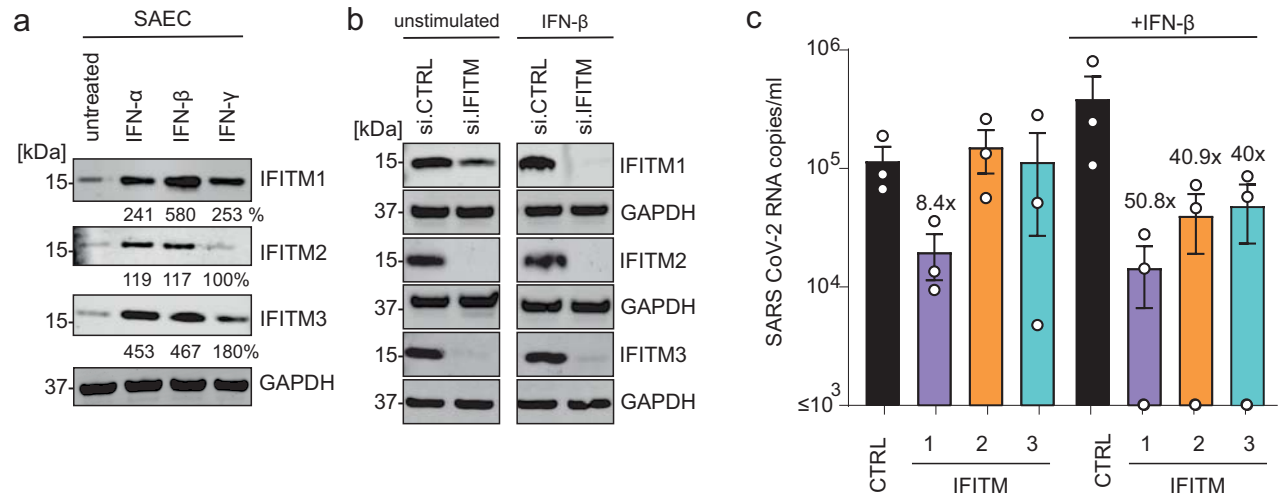 a
SAEC
untreated
IFN-α
IFN-β
IFN-γ
[kDa]
15-
IFITM1
241 580 253 %
15-
IFITM2
119 117 100%
15-
IFITM3
453 467 180%
37-
GAPDH
b
unstimulated IFN-β
si.CTRL
si.IFITM
si.CTRL
si.IFITM
[kDa]
15-
IFITM1
37-
GAPDH
15-
IFITM2
37-
GAPDH
15-
IFITM3
37-
GAPDH
c
+IFN-β
SARS CoV-2 RNA copies/ml
10⁶
10⁵
10⁴
≤10³
8.4x
50.8x
40.9x
40x
CTRL
1 2 3
IFITM
CTRL
1 2 3
IFITM